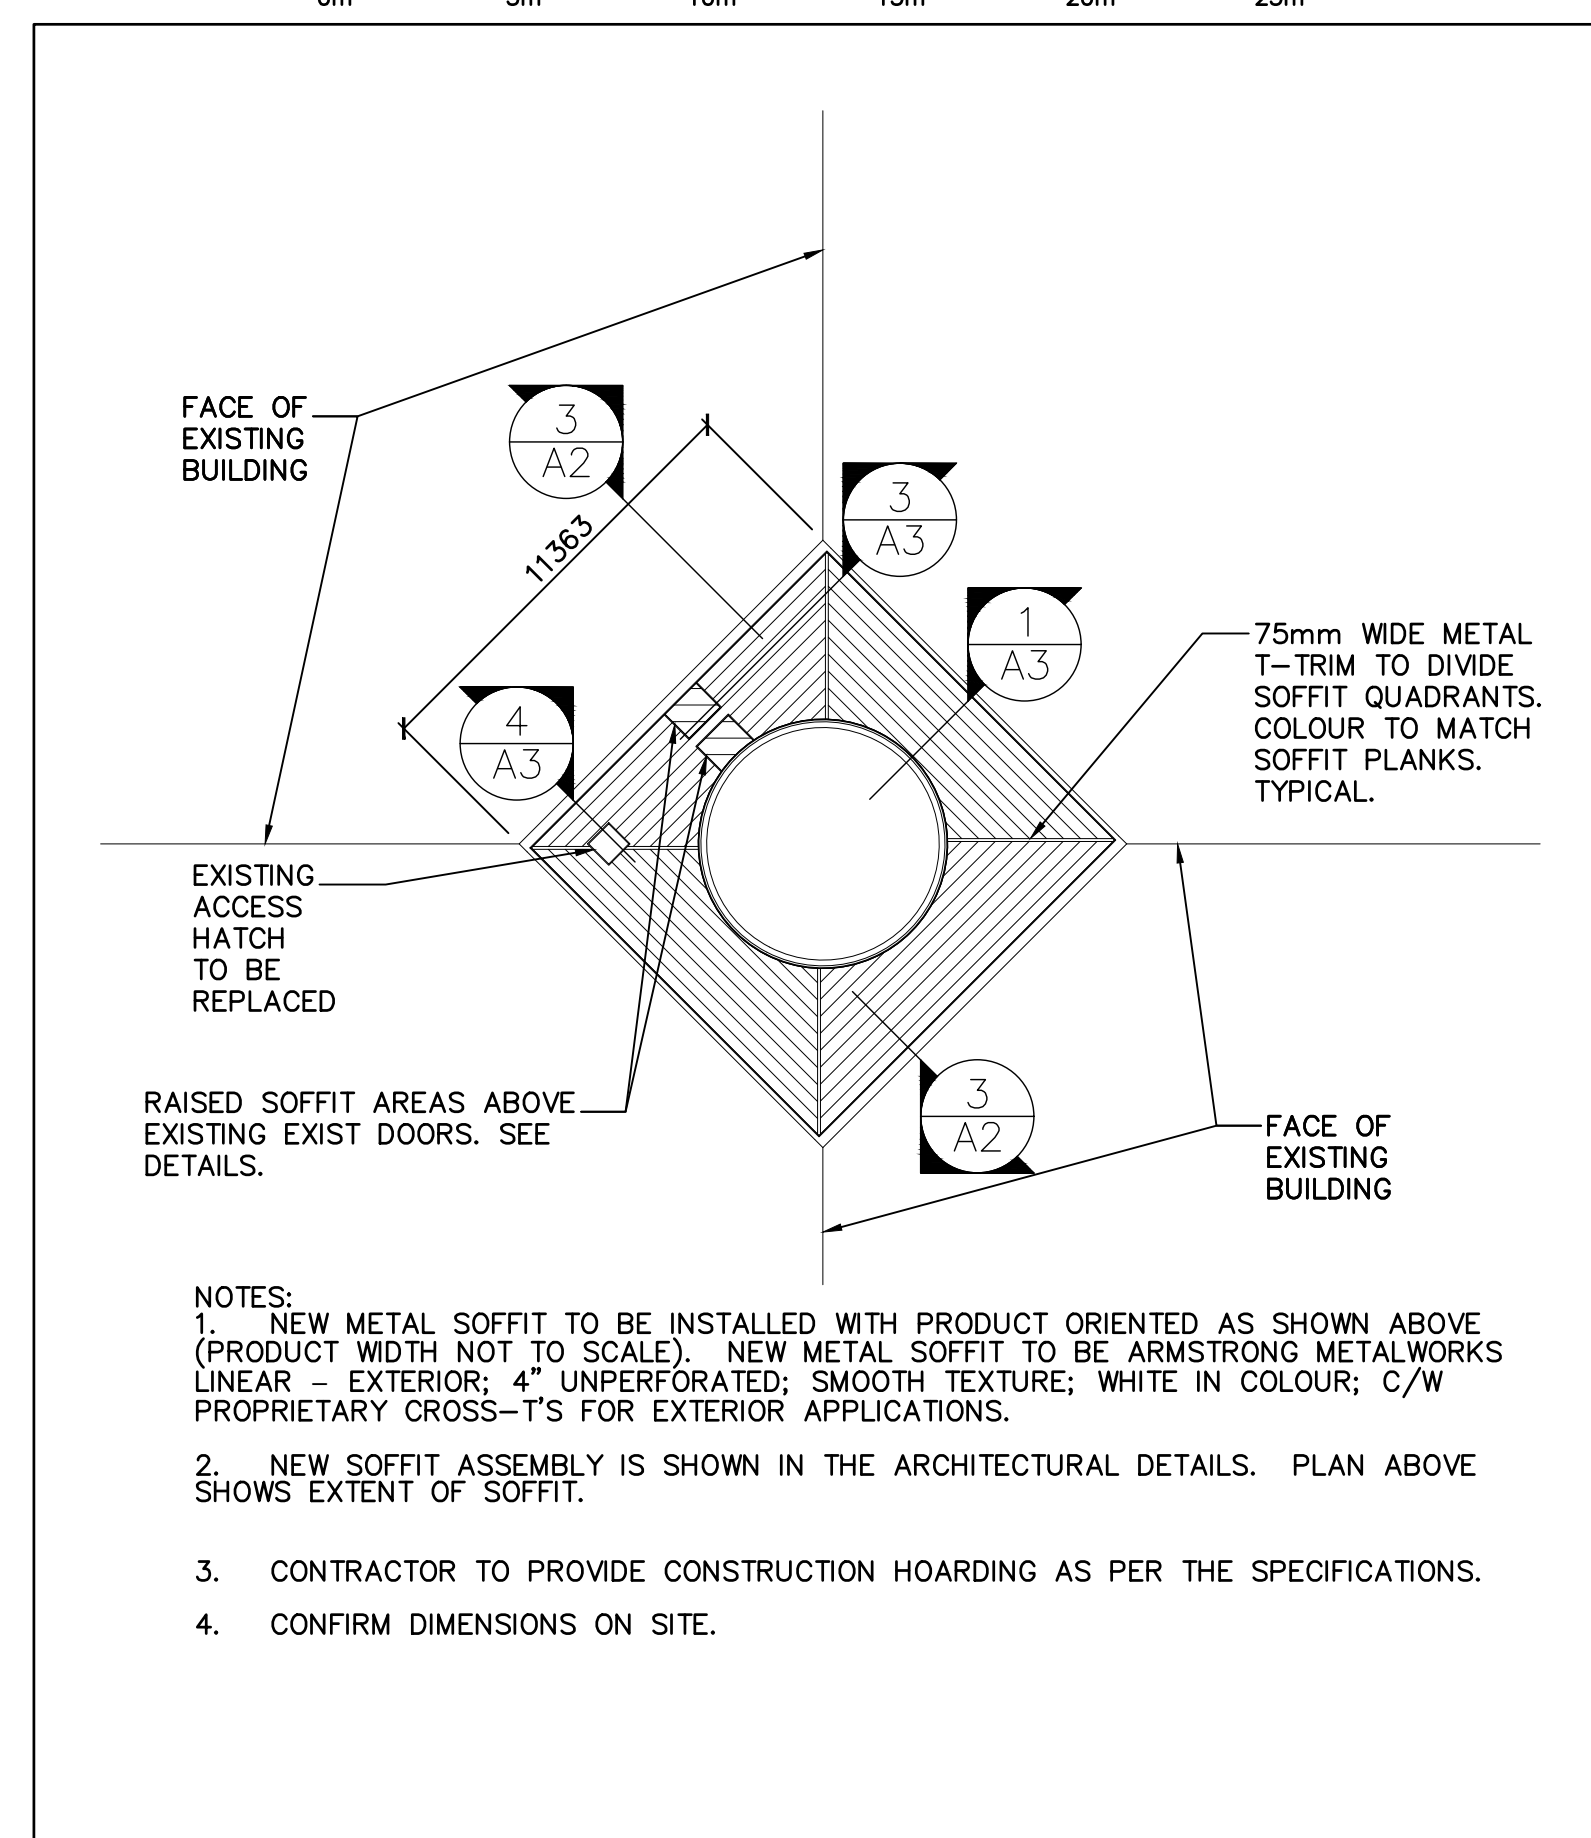 0m 5m 10m 15m 20m 25m
FACE OF
EXISTING
BUILDING
3
A2
11363
3
A3
1
A3
4
A3
75mm WIDE METAL
T-TRIM TO DIVIDE
SOFFIT QUADRANTS.
COLOUR TO MATCH
SOFFIT PLANKS.
TYPICAL.
EXISTING
ACCESS
HATCH
TO BE
REPLACED
RAISED SOFFIT AREAS ABOVE
EXISTING EXIST DOORS. SEE
DETAILS.
3
A2
FACE OF
EXISTING
BUILDING
NOTES:
1. NEW METAL SOFFIT TO BE INSTALLED WITH PRODUCT ORIENTED AS SHOWN ABOVE
(PRODUCT WIDTH NOT TO SCALE). NEW METAL SOFFIT TO BE ARMSTRONG METALWORKS
LINEAR – EXTERIOR; 4” UNPERFORATED; SMOOTH TEXTURE; WHITE IN COLOUR; C/W
PROPRIETARY CROSS–T'S FOR EXTERIOR APPLICATIONS.
2. NEW SOFFIT ASSEMBLY IS SHOWN IN THE ARCHITECTURAL DETAILS. PLAN ABOVE
SHOWS EXTENT OF SOFFIT.
3. CONTRACTOR TO PROVIDE CONSTRUCTION HOARDING AS PER THE SPECIFICATIONS.
4. CONFIRM DIMENSIONS ON SITE.